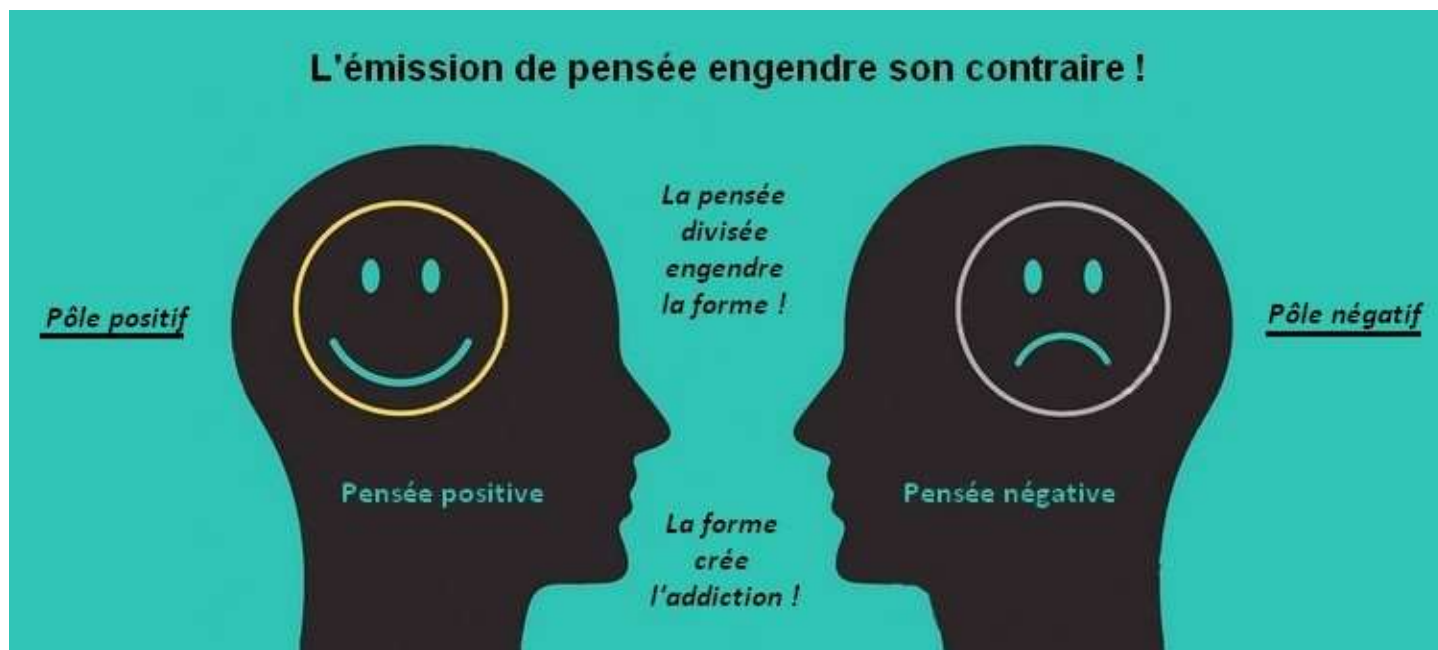 L'émission de pensée engendre son contraire !
La pensée
divisée
engendre
la forme !
Pôle positif
Pôle négatif
Pensée positive
Pensée négative
La forme
crée
l'addiction !